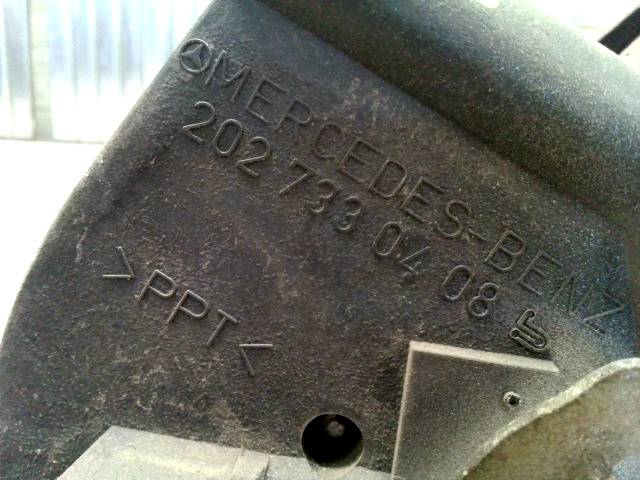 MERCEDES-BENZ
202 733 04 08
>PPT<